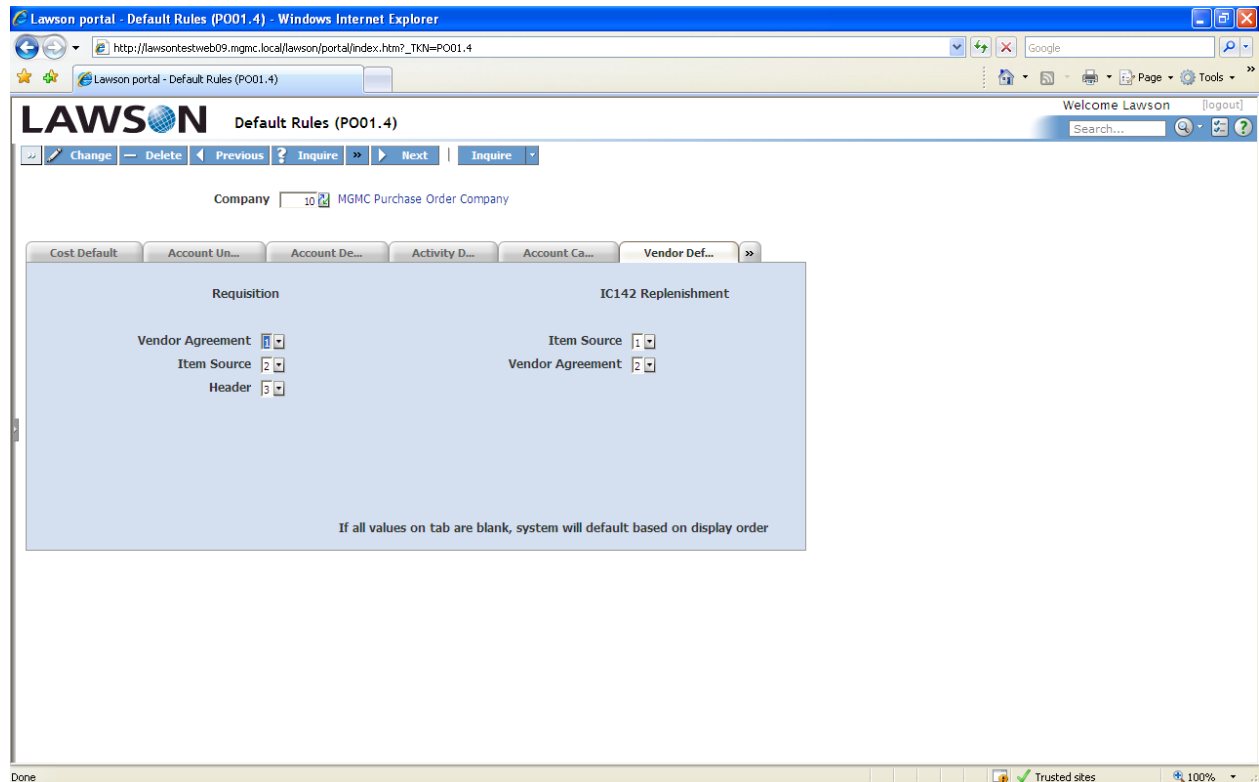 Lawson portal - Default Rules (PO01.4) - Windows Internet Explorer
http://lawsontestweb09.mgmc.local/lawson/portal/index.htm?_TKN=PO01.4
Google
Lawson portal - Default Rules (PO01.4)
Page
Tools
»
LAWSON
Default Rules (PO01.4)
Welcome Lawson
[logout]
Search...
Change
Delete
Previous
Inquire
»
Next
Inquire
Company 10 MGMC Purchase Order Company
Cost Default
Account Un...
Account De...
Activity D...
Account Ca...
Vendor Def...
»
Requisition
IC142 Replenishment
Vendor Agreement 1
Item Source 1
Item Source 2
Vendor Agreement 2
Header 3
If all values on tab are blank, system will default based on display order
Done
Trusted sites
100%